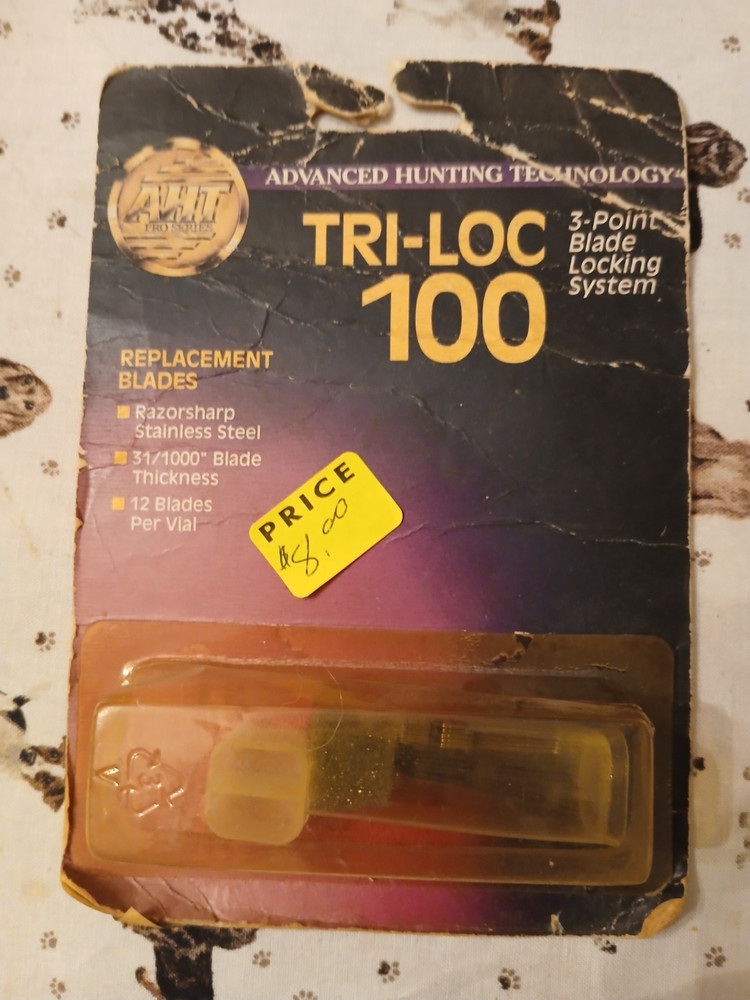 ADVANCED HUNTING TECHNOLOGY
AHT
PRO SERIES
TRI-LOC
100
3-Point
Blade
Locking
System
REPLACEMENT
BLADES
Razorsharp
Stainless Steel
31/1000" Blade
Thickness
12 Blades
Per Vial
PRICE
$8.00